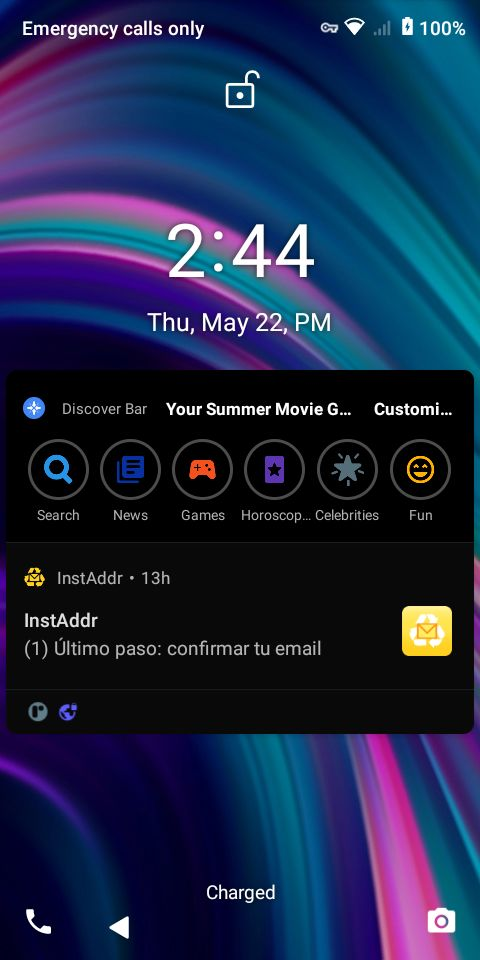 Emergency calls only 100%
2:44
Thu, May 22, PM
Discover Bar Your Summer Movie G... Customi...
Search News Games Horoscop... Celebrities Fun
InstAddr • 13h
InstAddr
(1) Último paso: confirmar tu email
Charged